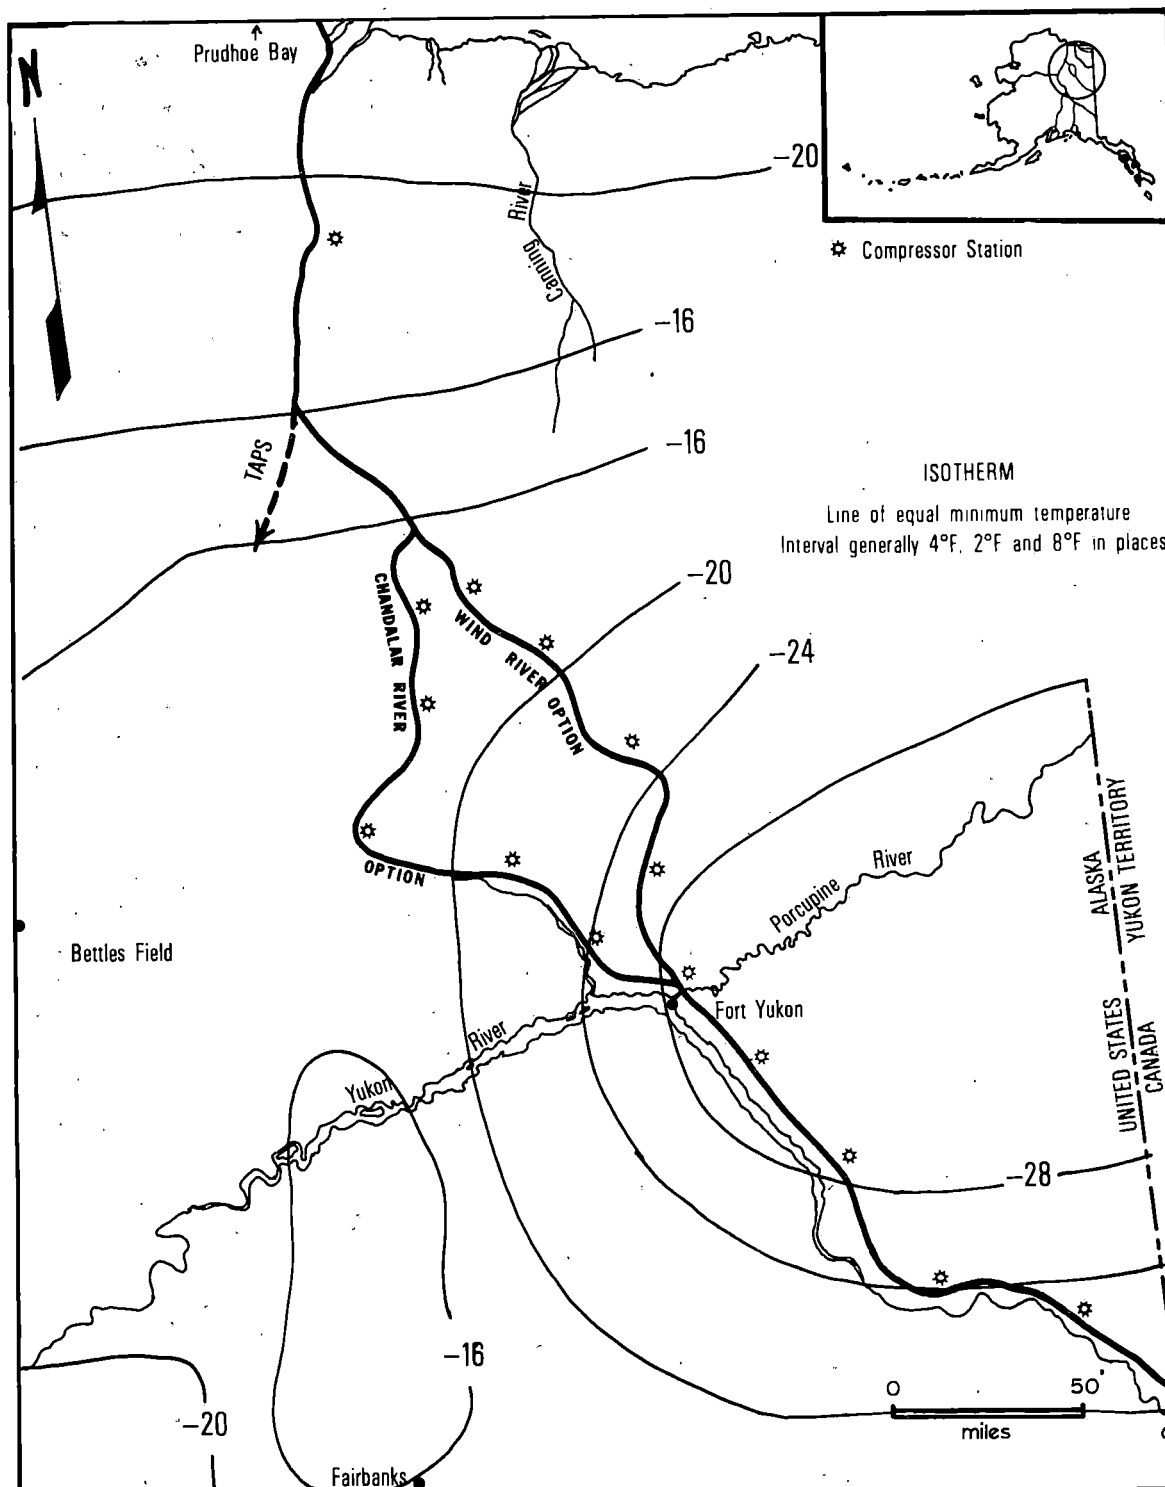 Prudhoe Bay
N
-20
River
Canning
Compressor Station
-16
TAPS
-16
ISOTHERM
Line of equal minimum temperature
Interval generally 4°F, 2°F and 8°F in places
-20
CHANDALAR RIVER
WIND RIVER OPTION
-24
OPTION
Porcupine River
ALASKA
YUKON TERRITORY
Bettles Field
Fort Yukon
Yukon River
UNITED STATES
CANADA
-28
-16
-20
0 50
miles
Fairbanks